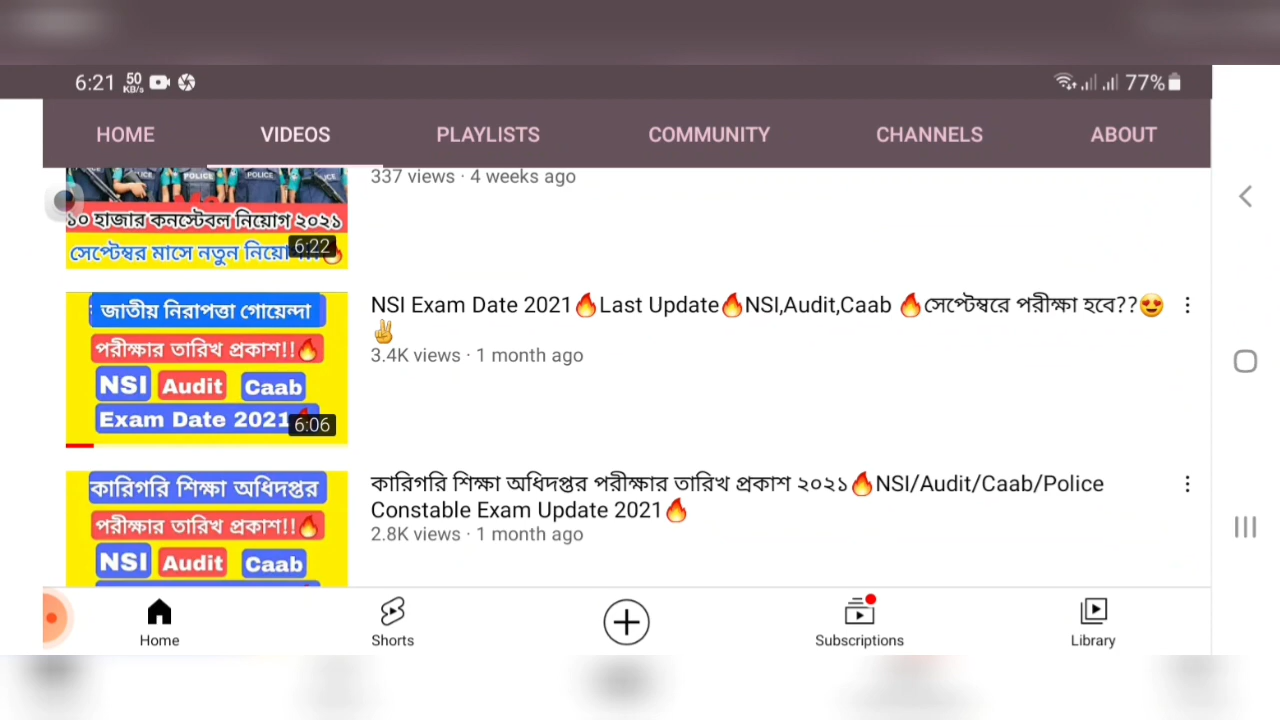 6:21 50 KB/s 77%
HOME VIDEOS PLAYLISTS COMMUNITY CHANNELS ABOUT
POLICE POLICE
337 views · 4 weeks ago
১০ হাজার কনস্টেবল নিয়োগ ২০২১
সেপ্টেম্বর মাসে নতুন 6:22
জাতীয় নিরাপত্তা গোয়েন্দা
পরীক্ষার তারিখ প্রকাশ!!🔥
NSI Audit Caab
Exam Date 2021 6:06
NSI Exam Date 2021🔥Last Update🔥NSI,Audit,Caab 🔥সেপ্টেম্বরে পরীক্ষা হবে??😍
✌
3.4K views · 1 month ago
কারিগরি শিক্ষা অধিদপ্তর
পরীক্ষার তারিখ প্রকাশ!!🔥
NSI Audit Caab
কারিগরি শিক্ষা অধিদপ্তর পরীক্ষার তারিখ প্রকাশ ২০২১🔥NSI/Audit/Caab/Police
Constable Exam Update 2021🔥
2.8K views · 1 month ago
Home Shorts Subscriptions Library